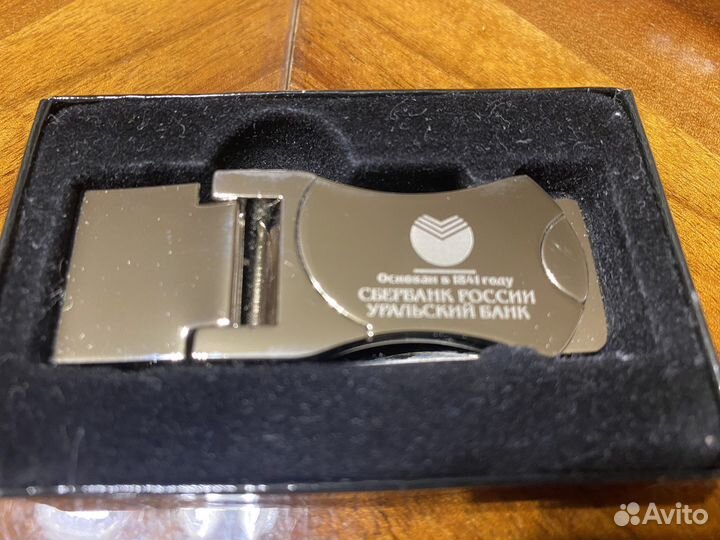 Основан в 1841 году
СБЕРБАНК РОССИИ
УРАЛЬСКИЙ БАНК
Avito